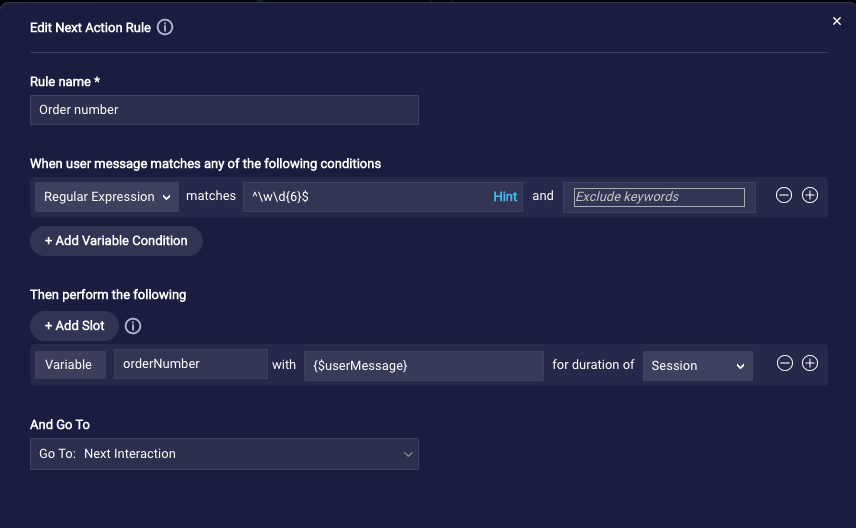 Edit Next Action Rule
Rule name *
Order number
When user message matches any of the following conditions
Regular Expression matches ^\w\d{6}$ Hint and Exclude keywords
+ Add Variable Condition
Then perform the following
+ Add Slot
Variable orderNumber with {$userMessage} for duration of Session
And Go To
Go To: Next Interaction